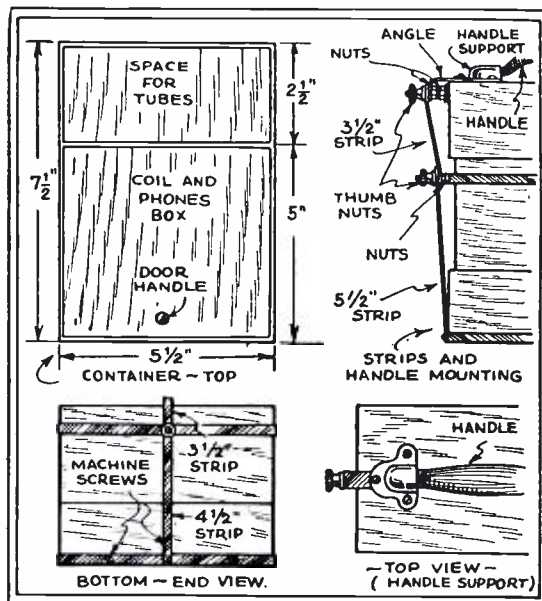 SPACE
FOR
TUBES
2 1/2"
7 1/2"
COIL AND
PHONES
BOX
5"
DOOR
HANDLE
5 1/2"
CONTAINER ~ TOP
ANGLE
NUTS
HANDLE
SUPPORT
HANDLE
3 1/2"
STRIP
THUMB
NUTS
NUTS
5 1/2"
STRIP
STRIPS AND
HANDLE MOUNTING
3 1/2"
STRIP
MACHINE
SCREWS
4 1/2"
STRIP
BOTTOM ~ END VIEW.
HANDLE
~TOP VIEW~
(HANDLE SUPPORT)